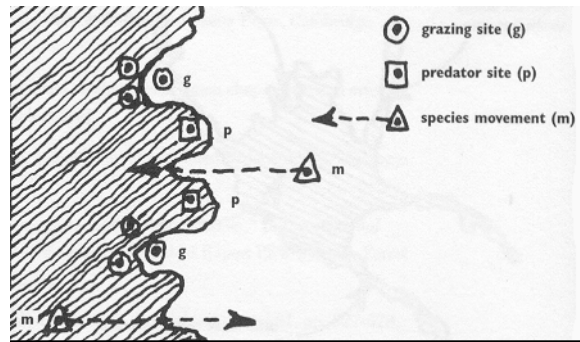 grazing site (g)
predator site (p)
species movement (m)
g
p
m
p
g
m